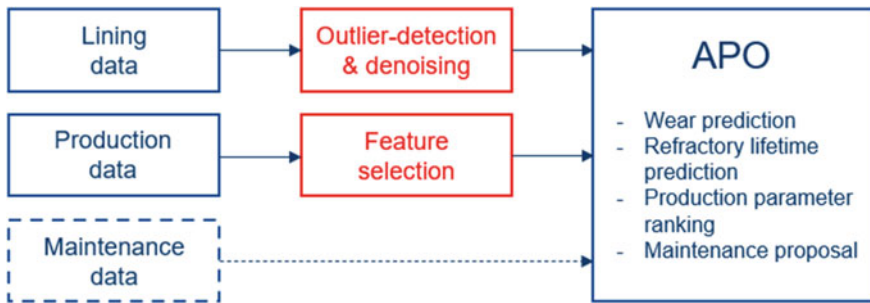 Lining
data
Outlier-detection
& denoising
Production
data
Feature
selection
Maintenance
data
APO
- Wear prediction
- Refractory lifetime
prediction
- Production parameter
ranking
- Maintenance proposal